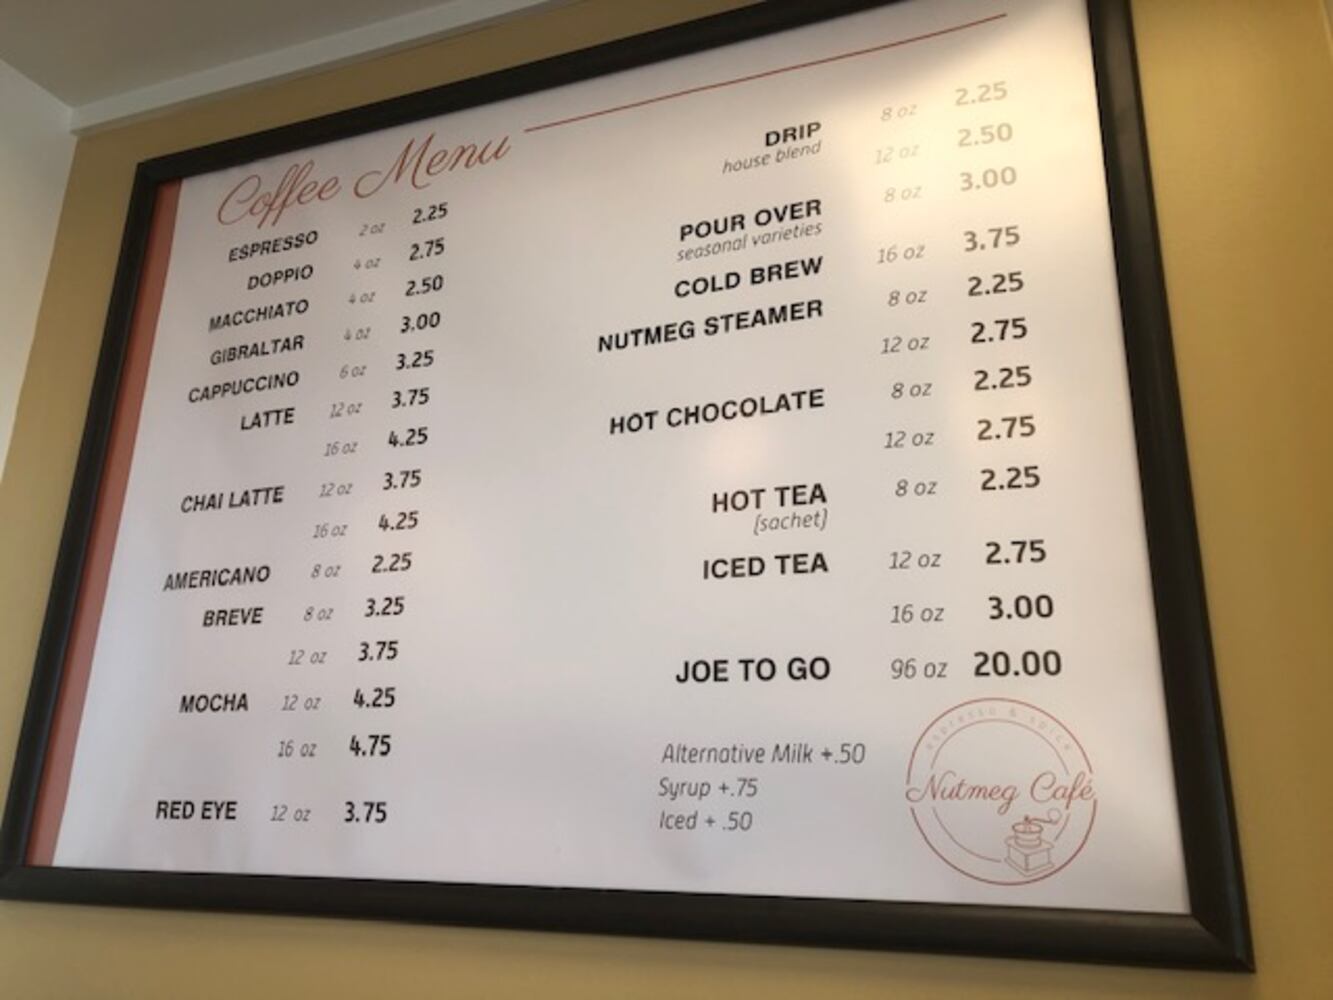 Coffee Menu
ESPRESSO 2 oz 2.25
DOPPIO 4 oz 2.75
MACCHIATO 4 oz 2.50
GIBRALTAR 4 oz 3.00
CAPPUCCINO 6 oz 3.25
LATTE 12 oz 3.75
16 oz 4.25
CHAI LATTE 12 oz 3.75
16 oz 4.25
AMERICANO 8 oz 2.25
BREVE 8 oz 3.25
12 oz 3.75
MOCHA 12 oz 4.25
16 oz 4.75
RED EYE 12 oz 3.75
DRIP 8 oz 2.25
house blend 12 oz 2.50
POUR OVER 8 oz 3.00
seasonal varieties
COLD BREW 16 oz 3.75
NUTMEG STEAMER 8 oz 2.25
12 oz 2.75
HOT CHOCOLATE 8 oz 2.25
12 oz 2.75
HOT TEA 8 oz 2.25
(sachet)
ICED TEA 12 oz 2.75
16 oz 3.00
JOE TO GO 96 oz 20.00
Alternative Milk +.50
Syrup +.75
Iced + .50
espresso & spice
Nutmeg Café